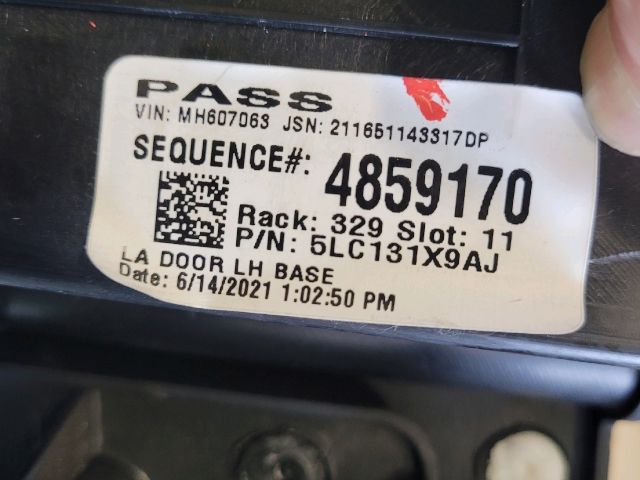 PASS
VIN: MH607063 JSN: 211651143317DP
SEQUENCE#: 4859170
Rack: 329 Slot: 11
P/N: 5LC131X9AJ
LA DOOR LH BASE
Date: 6/14/2021 1:02:50 PM